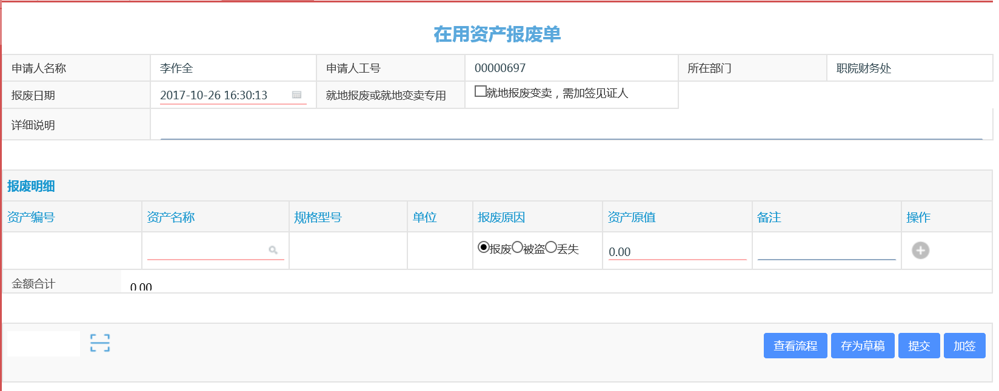 在用资产报废单
申请人名称 李作全 申请人工号 00000697 所在部门 职院财务处
报废日期 2017-10-26 16:30:13 就地报废或就地变卖专用 就地报废变卖，需加签见证人
详细说明
报废明细
资产编号 资产名称 规格型号 单位 报废原因 资产原值 备注 操作
报废 被盗 丢失 0.00
金额合计 0.00
查看流程 存为草稿 提交 加签